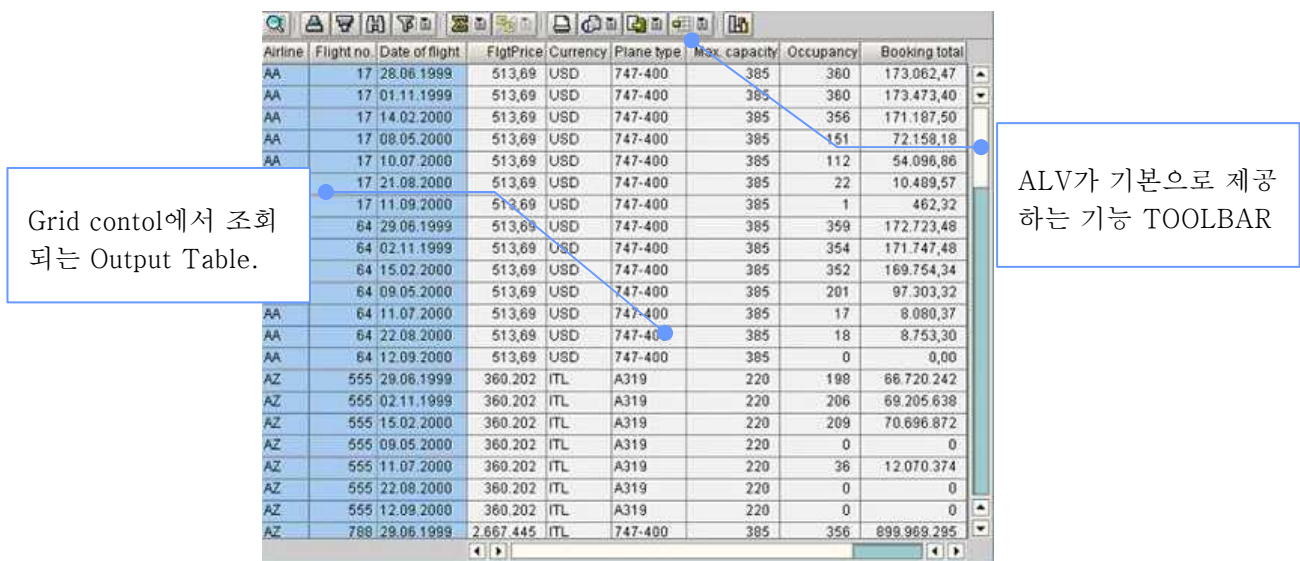 Airline Flight no. Date of flight FlgtPrice Currency Plane type Max. capacity Occupancy Booking total
AA 17 28.06.1999 513,69 USD 747-400 385 360 173.062,47
AA 17 01.11.1999 513,69 USD 747-400 385 360 173.473,40
AA 17 14.02.2000 513,69 USD 747-400 385 356 171.187,50
AA 17 08.05.2000 513,69 USD 747-400 385 151 72.158,18
AA 17 10.07.2000 513,69 USD 747-400 385 112 54.096,86
17 21.08.2000 513,69 USD 747-400 385 22 10.489,57
17 11.09.2000 513,69 USD 747-400 385 1 462,32
64 29.06.1999 513,69 USD 747-400 385 359 172.723,48
64 02.11.1999 513,69 USD 747-400 385 354 171.747,48
64 15.02.2000 513,69 USD 747-400 385 352 169.754,34
64 09.05.2000 513,69 USD 747-400 385 201 97.303,32
AA 64 11.07.2000 513,69 USD 747-400 385 17 8.080,37
AA 64 22.08.2000 513,69 USD 747-400 385 18 8.753,30
AA 64 12.09.2000 513,69 USD 747-400 385 0 0,00
AZ 555 29.06.1999 360.202 ITL A319 220 198 66.720.242
AZ 555 02.11.1999 360.202 ITL A319 220 206 69.205.638
AZ 555 15.02.2000 360.202 ITL A319 220 209 70.696.872
AZ 555 09.05.2000 360.202 ITL A319 220 0 0
AZ 555 11.07.2000 360.202 ITL A319 220 36 12.070.374
AZ 555 22.08.2000 360.202 ITL A319 220 0 0
AZ 555 12.09.2000 360.202 ITL A319 220 0 0
AZ 788 29.06.1999 2.667.445 ITL 747-400 385 356 899.969.295
Grid contol에서 조회
되는 Output Table.
ALV가 기본으로 제공
하는 기능 TOOLBAR